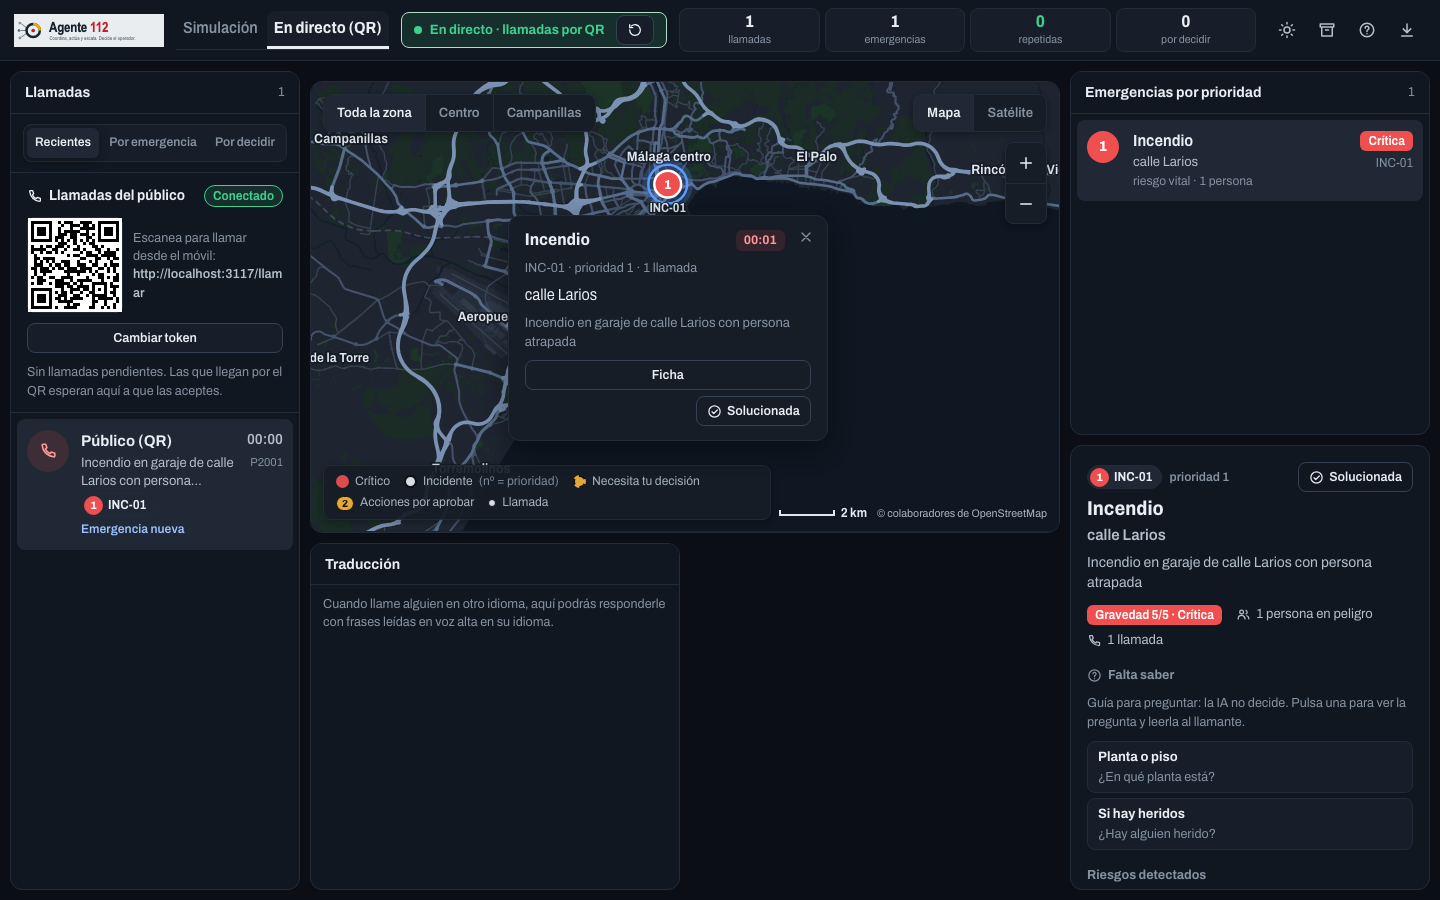 Agente 112
Coordina, actúa y escala. Decide el operador.
Simulación
En directo (QR)
En directo · llamadas por QR
1
llamadas
1
emergencias
0
repetidas
0
por decidir
Llamadas
1
Recientes
Por emergencia
Por decidir
Llamadas del público
Conectado
Escanea para llamar
desde el móvil:
http://localhost:3117/llam
ar
Cambiar token
Sin llamadas pendientes. Las que llegan por el
QR esperan aquí a que las aceptes.
Público (QR)
00:00
Incendio en garaje de calle
P2001
Larios con persona...
1 INC-01
Emergencia nueva
Toda la zona
Centro
Campanillas
Mapa
Satélite
Campanillas
Málaga centro
El Palo
Rincó
Vi
+
−
1
INC-01
Aeropue
de la Torre
Torremolinos
Incendio
00:01
INC-01 · prioridad 1 · 1 llamada
calle Larios
Incendio en garaje de calle Larios con persona
atrapada
Ficha
Solucionada
Crítico
Incidente (nº = prioridad)
Necesita tu decisión
2 Acciones por aprobar
Llamada
2 km
© colaboradores de OpenStreetMap
Traducción
Cuando llame alguien en otro idioma, aquí podrás responderle
con frases leídas en voz alta en su idioma.
Emergencias por prioridad
1
1
Incendio
Crítica
calle Larios
INC-01
riesgo vital · 1 persona
1 INC-01
prioridad 1
Solucionada
Incendio
calle Larios
Incendio en garaje de calle Larios con persona
atrapada
Gravedad 5/5 · Crítica
1 persona en peligro
1 llamada
Falta saber
Guía para preguntar: la IA no decide. Pulsa una para ver la
pregunta y leerla al llamante.
Planta o piso
¿En qué planta está?
Si hay heridos
¿Hay alguien herido?
Riesgos detectados